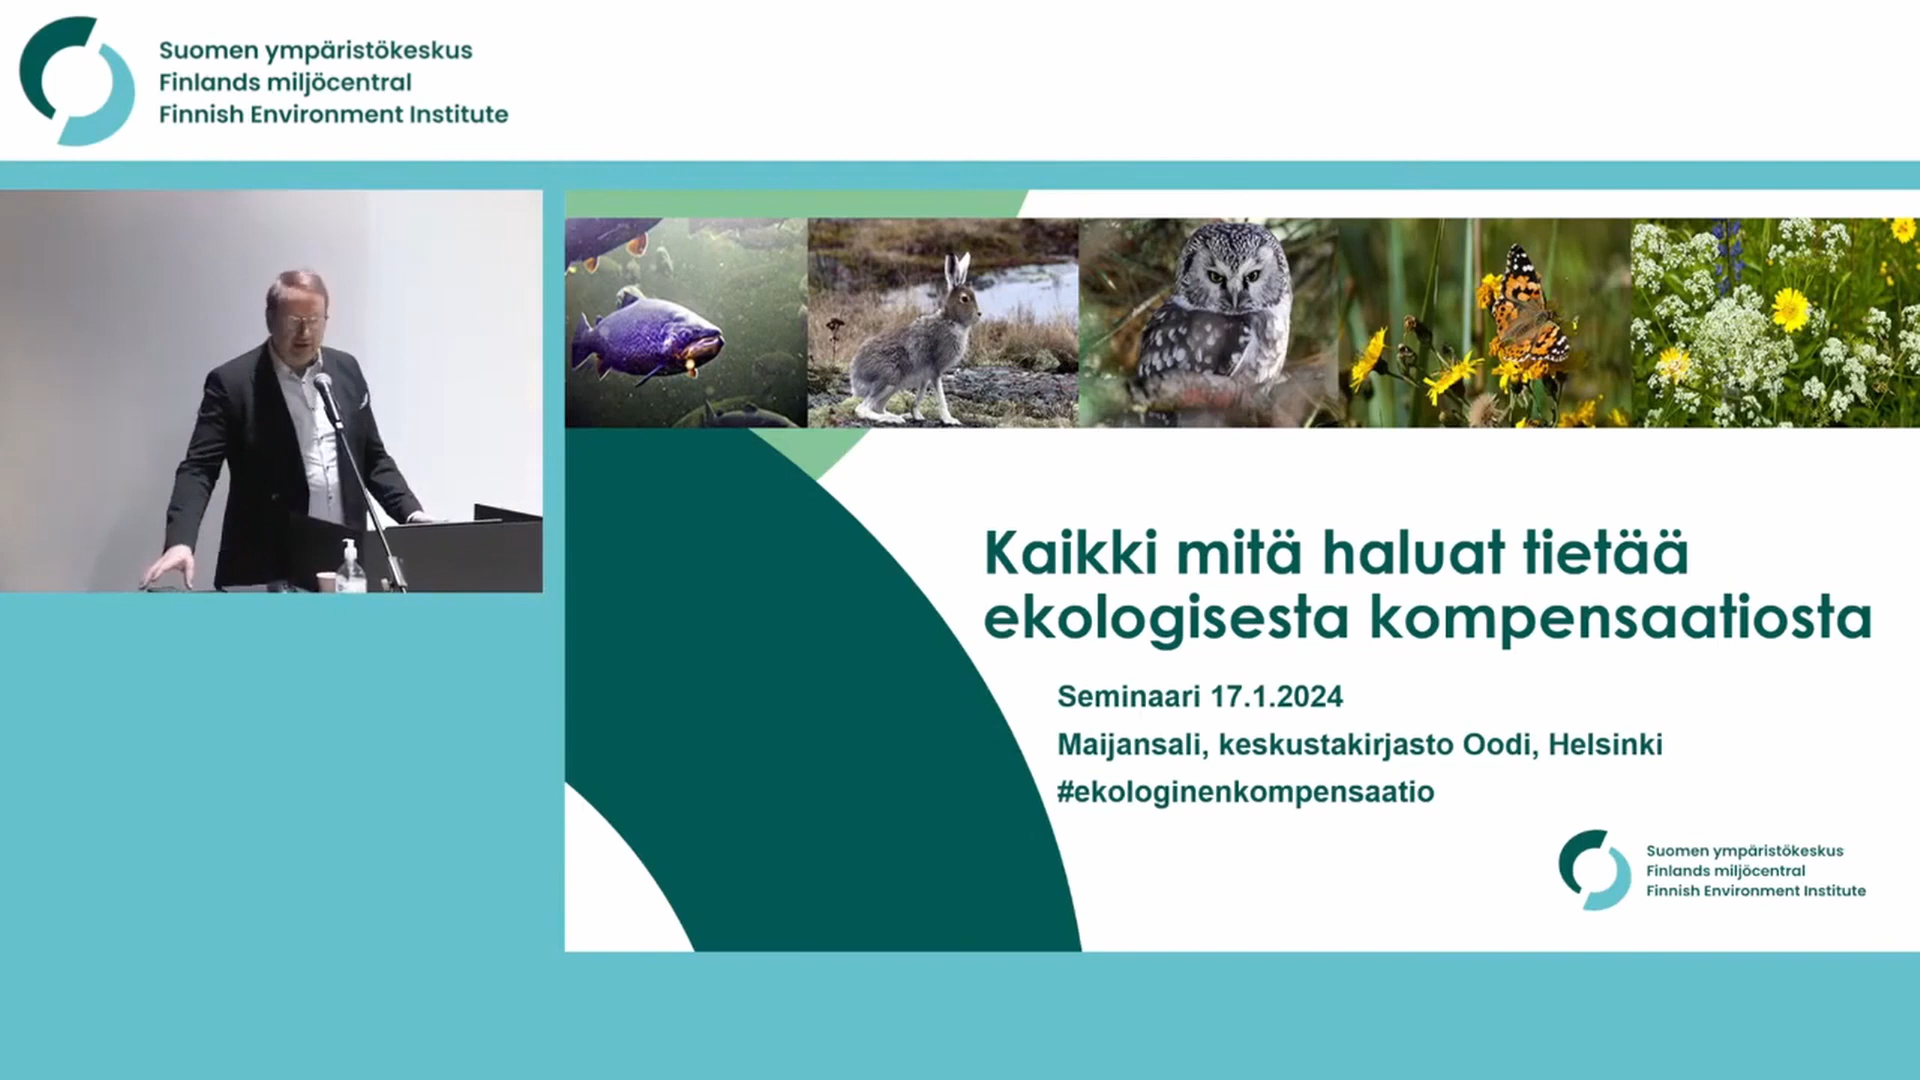 Suomen ympäristökeskus
Finlands miljöcentral
Finnish Environment Institute
Kaikki mitä haluat tietää
ekologisesta kompensaatiosta
Seminaari 17.1.2024
Maijansali, keskustakirjasto Oodi, Helsinki
#ekologinenkompensaatio
Suomen ympäristökeskus
Finlands miljöcentral
Finnish Environment Institute